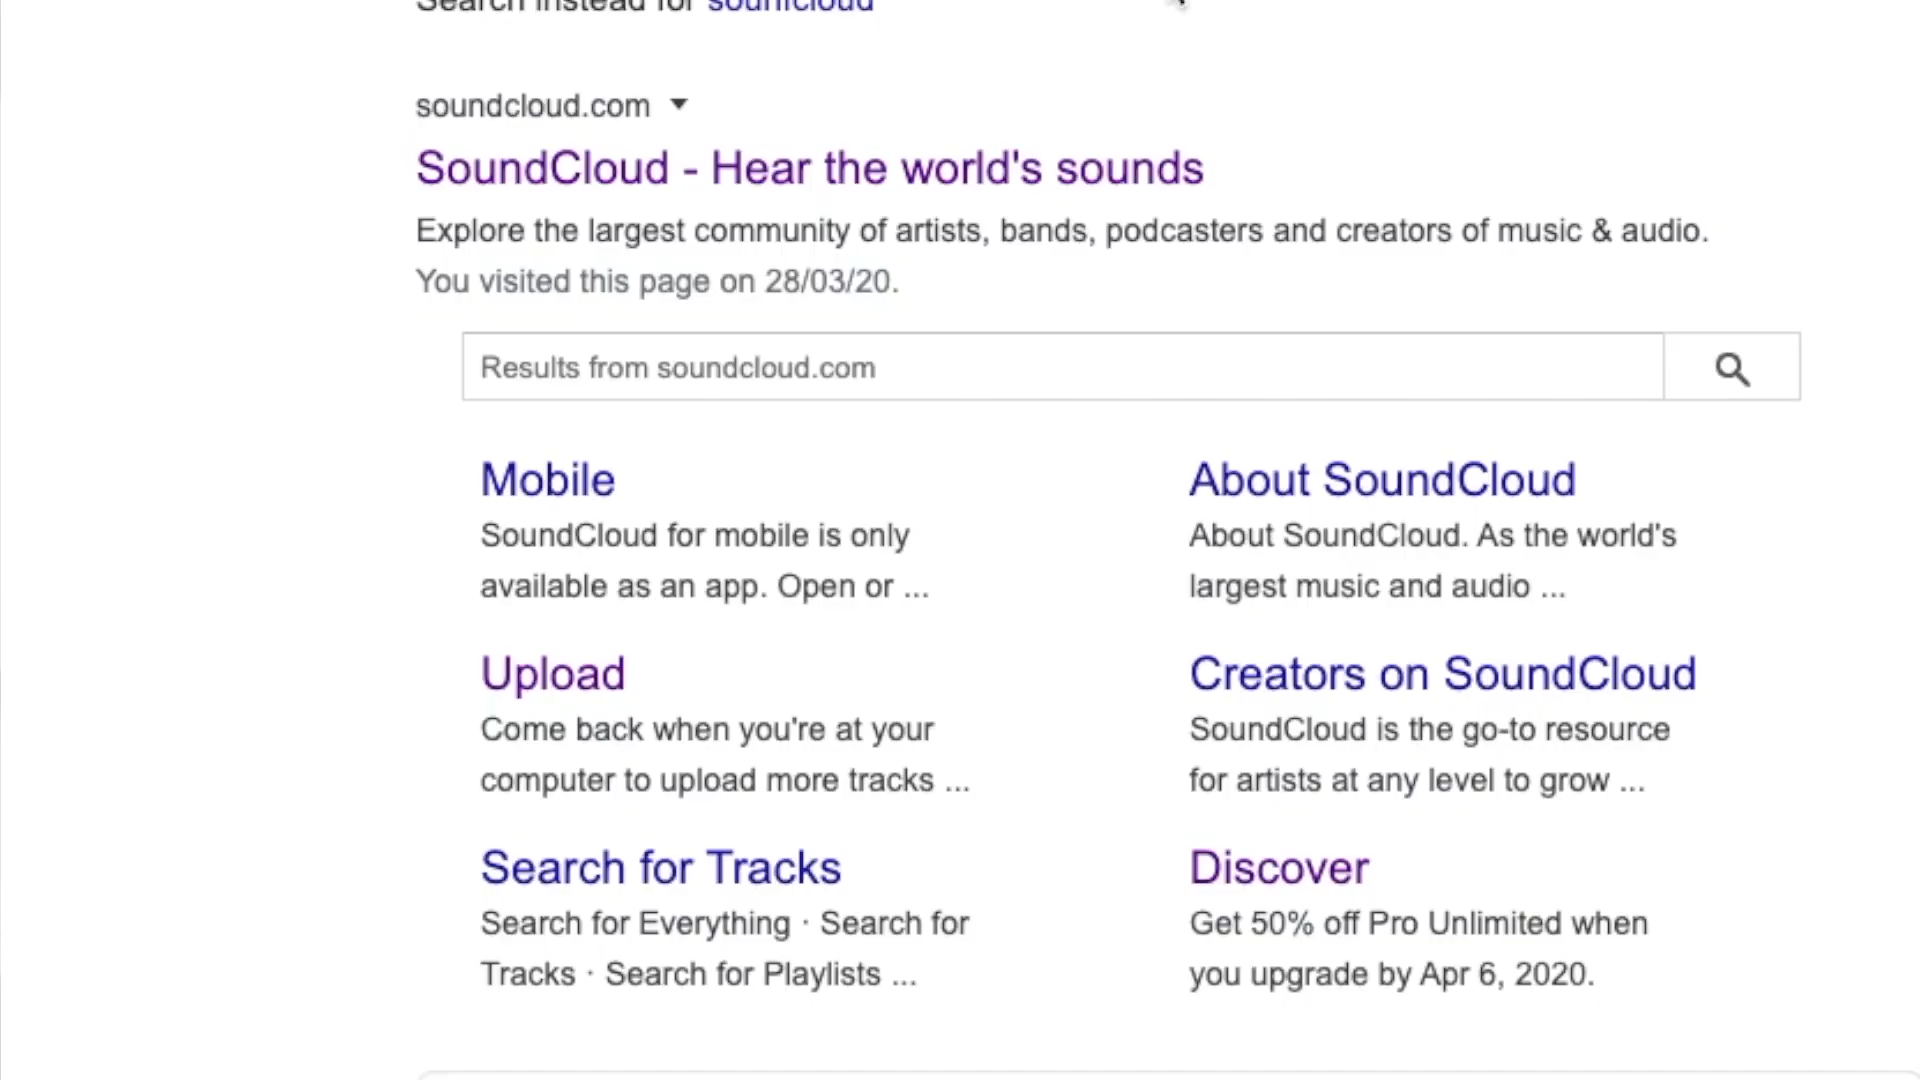 Search instead for sounfcloud
soundcloud.com
SoundCloud - Hear the world's sounds
Explore the largest community of artists, bands, podcasters and creators of music & audio.
You visited this page on 28/03/20.
Results from soundcloud.com
Mobile
SoundCloud for mobile is only
available as an app. Open or ...
About SoundCloud
About SoundCloud. As the world's
largest music and audio ...
Upload
Come back when you're at your
computer to upload more tracks ...
Creators on SoundCloud
SoundCloud is the go-to resource
for artists at any level to grow ...
Search for Tracks
Search for Everything · Search for
Tracks · Search for Playlists ...
Discover
Get 50% off Pro Unlimited when
you upgrade by Apr 6, 2020.